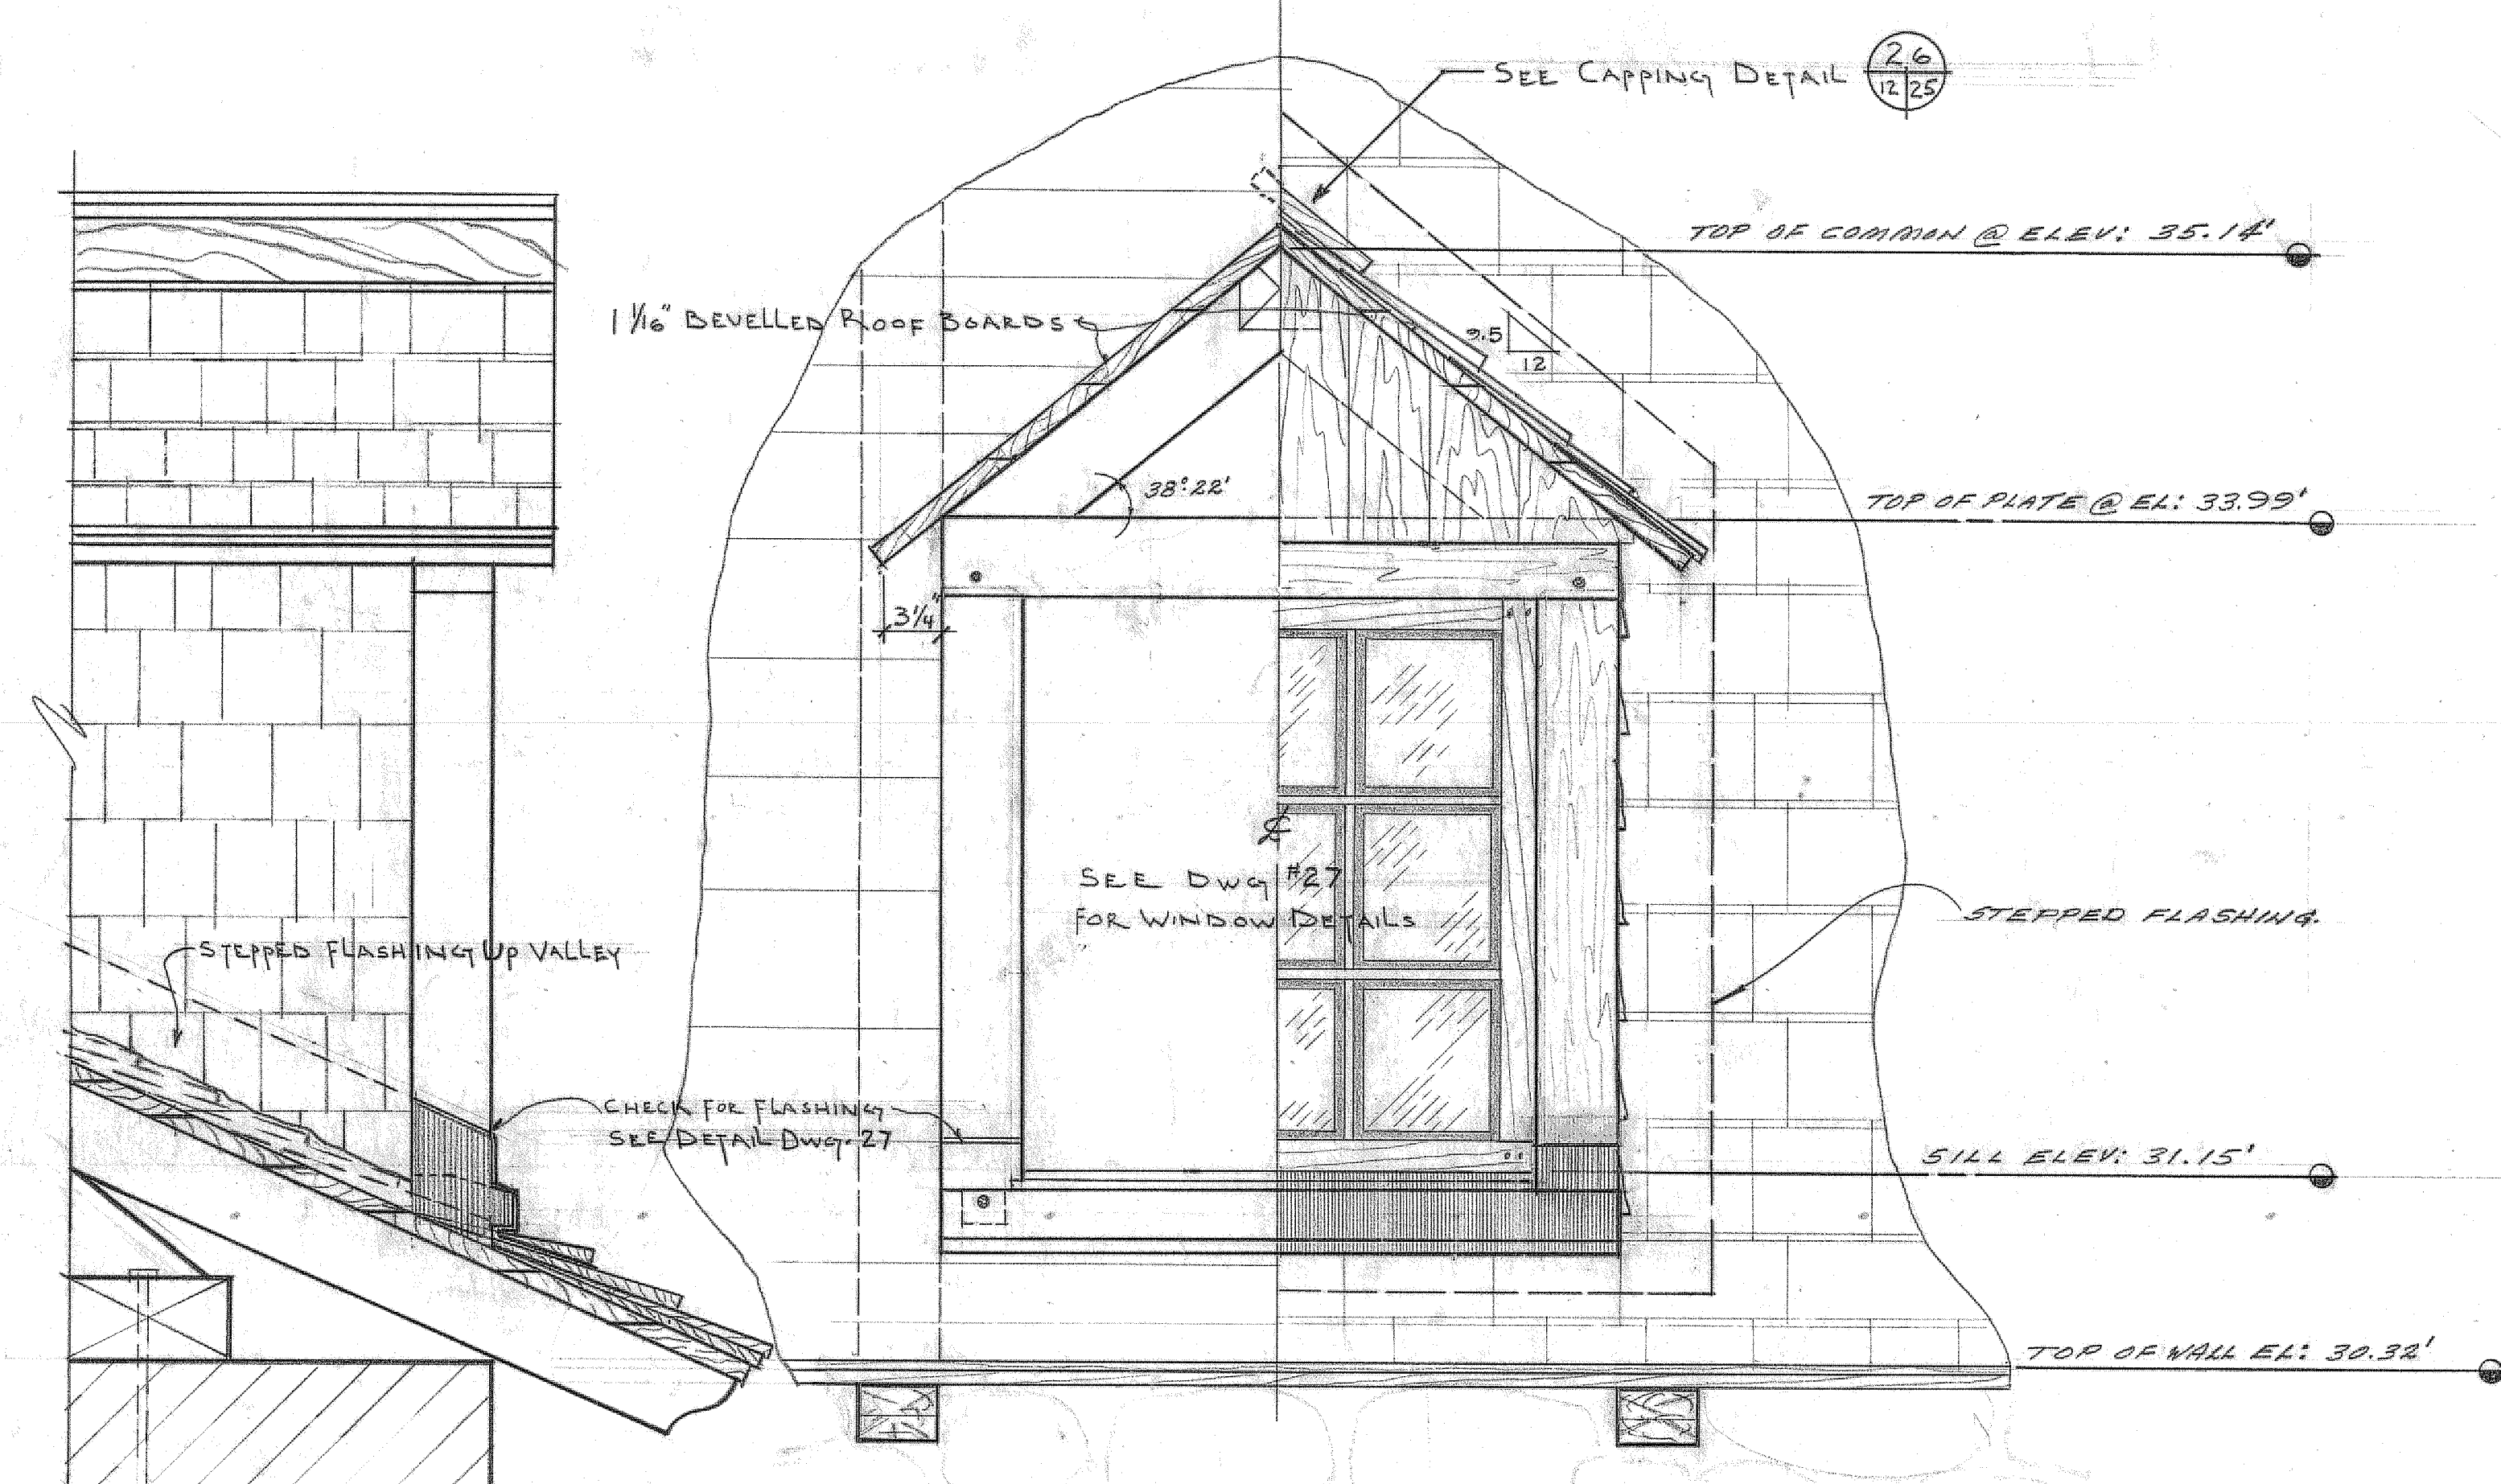 SEE CAPPING DETAIL
26
12 25
TOP OF COMMON @ ELEV: 35.14'
1 1/16" BEVELLED ROOF BOARDS
9.5
12
38°22'
TOP OF PLATE @ EL: 33.99'
3 1/4"
℄
SEE DWG #27
FOR WINDOW DETAILS
STEPPED FLASHING.
STEPPED FLASHING UP VALLEY
CHECK FOR FLASHING
SEE DETAIL DWG. 27
SILL ELEV: 31.15'
TOP OF WALL EL: 30.32'